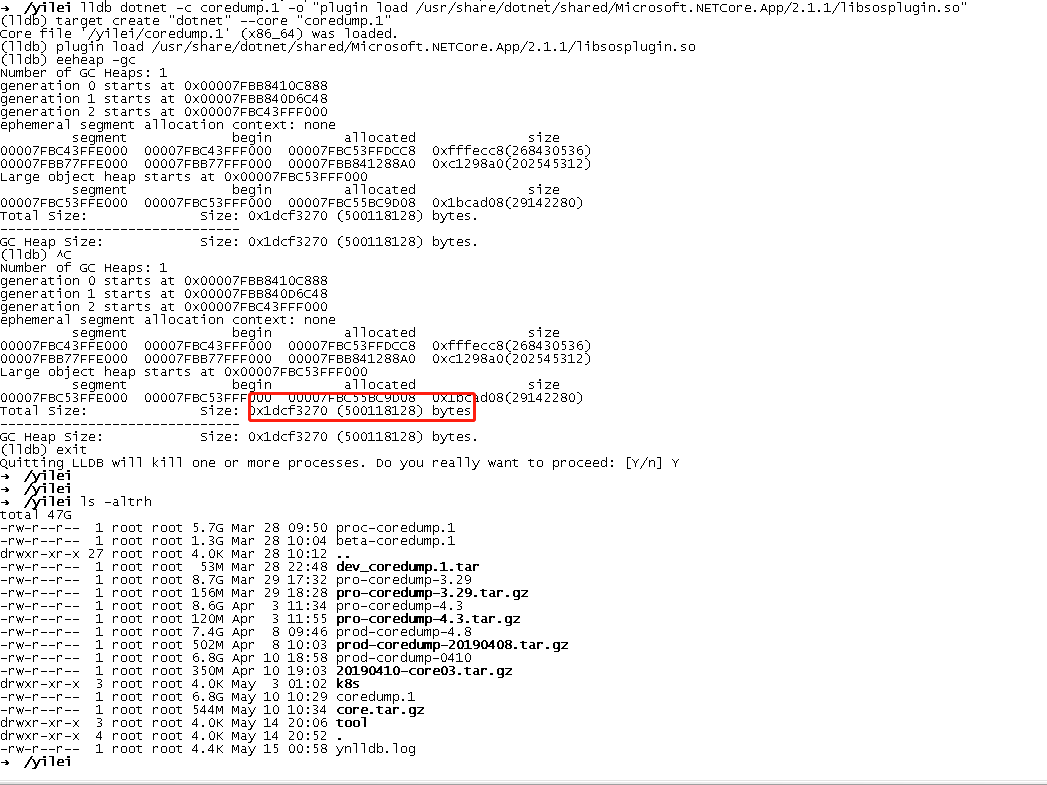 →  /yilei lldb dotnet -c coredump.1 -o "plugin load /usr/share/dotnet/shared/Microsoft.NETCore.App/2.1.1/libsosplugin.so"
(lldb) target create "dotnet" --core "coredump.1"
Core file '/yilei/coredump.1' (x86_64) was loaded.
(lldb) plugin load /usr/share/dotnet/shared/Microsoft.NETCore.App/2.1.1/libsosplugin.so
(lldb) eeheap -gc
Number of GC Heaps: 1
generation 0 starts at 0x00007FBB8410C888
generation 1 starts at 0x00007FBB840D6C48
generation 2 starts at 0x00007FBC43FFF000
ephemeral segment allocation context: none
segment             begin         allocated              size
00007FBC43FFE000  00007FBC43FFF000  00007FBC53FFDCC8  0xfffecc8(268430536)
00007FBB77FFE000  00007FBB77FFF000  00007FBB841288A0  0xc1298a0(202545312)
Large object heap starts at 0x00007FBC53FFF000
segment             begin         allocated              size
00007FBC53FFE000  00007FBC53FFF000  00007FBC55BC9D08  0x1bcad08(29142280)
Total Size:              Size: 0x1dcf3270 (500118128) bytes.
------------------------------
GC Heap Size:            Size: 0x1dcf3270 (500118128) bytes.
(lldb) ^C
Number of GC Heaps: 1
generation 0 starts at 0x00007FBB8410C888
generation 1 starts at 0x00007FBB840D6C48
generation 2 starts at 0x00007FBC43FFF000
ephemeral segment allocation context: none
segment             begin         allocated              size
00007FBC43FFE000  00007FBC43FFF000  00007FBC53FFDCC8  0xfffecc8(268430536)
00007FBB77FFE000  00007FBB77FFF000  00007FBB841288A0  0xc1298a0(202545312)
Large object heap starts at 0x00007FBC53FFF000
segment             begin         allocated              size
00007FBC53FFE000  00007FBC53FFF000  00007FBC55BC9D08  0x1bcad08(29142280)
Total Size:              Size: 0x1dcf3270 (500118128) bytes
------------------------------
GC Heap Size:            Size: 0x1dcf3270 (500118128) bytes.
(lldb) exit
Quitting LLDB will kill one or more processes. Do you really want to proceed: [Y/n] Y
→  /yilei
→  /yilei
→  /yilei ls -altrh
total 47G
-rw-r--r--  1 root root 5.7G Mar 28 09:50 proc-coredump.1
-rw-r--r--  1 root root 1.3G Mar 28 10:04 beta-coredump.1
drwxr-xr-x 27 root root 4.0K Mar 28 10:12 ..
-rw-r--r--  1 root root  53M Mar 28 22:48 dev_coredump.1.tar
-rw-r--r--  1 root root 8.7G Mar 29 17:32 pro-coredump-3.29
-rw-r--r--  1 root root 156M Mar 29 18:28 pro-coredump-3.29.tar.gz
-rw-r--r--  1 root root 8.6G Apr  3 11:34 pro-coredump-4.3
-rw-r--r--  1 root root 120M Apr  3 11:55 pro-coredump-4.3.tar.gz
-rw-r--r--  1 root root 7.4G Apr  8 09:46 prod-coredump-4.8
-rw-r--r--  1 root root 502M Apr  8 10:03 prod-coredump-20190408.tar.gz
-rw-r--r--  1 root root 6.8G Apr 10 18:58 prod-cordump-0410
-rw-r--r--  1 root root 350M Apr 10 19:03 20190410-core03.tar.gz
drwxr-xr-x  3 root root 4.0K May  3 01:02 k8s
-rw-r--r--  1 root root 6.8G May 10 10:29 coredump.1
-rw-r--r--  1 root root 544M May 10 10:34 core.tar.gz
drwxr-xr-x  3 root root 4.0K May 14 20:06 tool
drwxr-xr-x  4 root root 4.0K May 14 20:52 .
-rw-r--r--  1 root root 4.4K May 15 00:58 ynlldb.log
→  /yilei